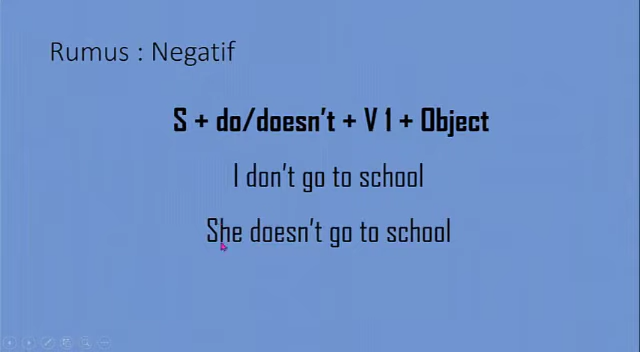 Rumus : Negatif
S + do/doesn't + V 1 + Object
I don't go to school
She doesn't go to school